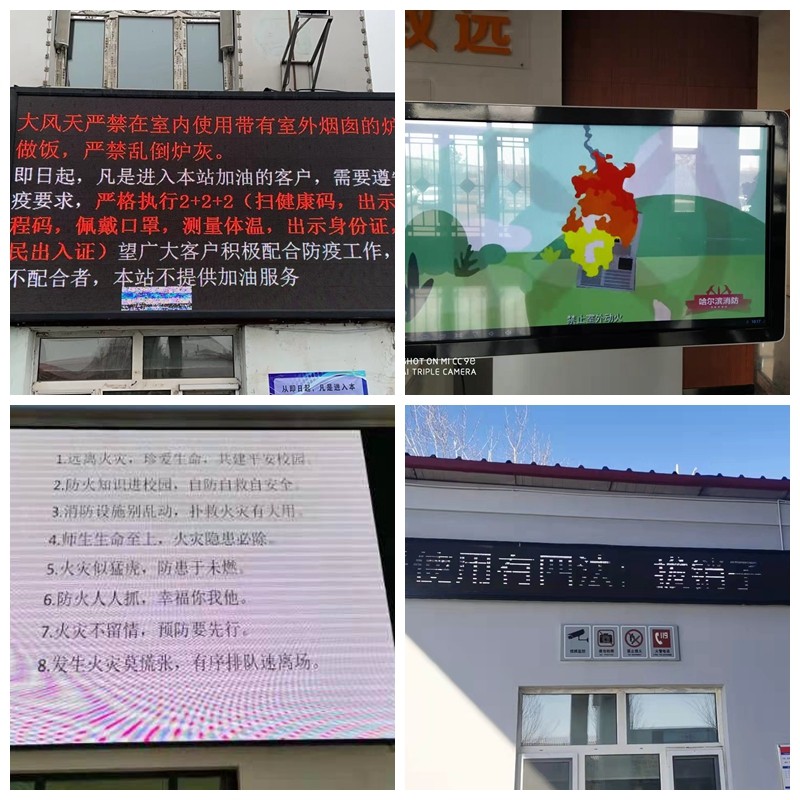 大风天严禁在室内使用带有室外烟囱的炉
做饭，严禁乱倒炉灰。
即日起，凡是进入本站加油的客户，需要遵
疫要求，严格执行2+2+2（扫健康码，出示
程码，佩戴口罩，测量体温，出示身份证，
民出入证）望广大客户积极配合防疫工作，
不配合者，本站不提供加油服务
从即日起，凡是进入本
致远
哈尔滨消防
禁止室外动火
SHOT ON MI CC9e
AI TRIPLE CAMERA
1.远离火灾，珍爱生命，共建平安校园。
2.防火知识进校园，自防自救自安全。
3.消防设施别乱动，扑救火灾有大用。
4.师生生命至上，火灾隐患必除。
5.火灾似猛虎，防患于未燃。
6.防火人人抓，幸福你我他。
7.火灾不留情，预防要先行。
8.发生火灾莫慌张，有序排队速离场。
使用有四法：拔销子
119